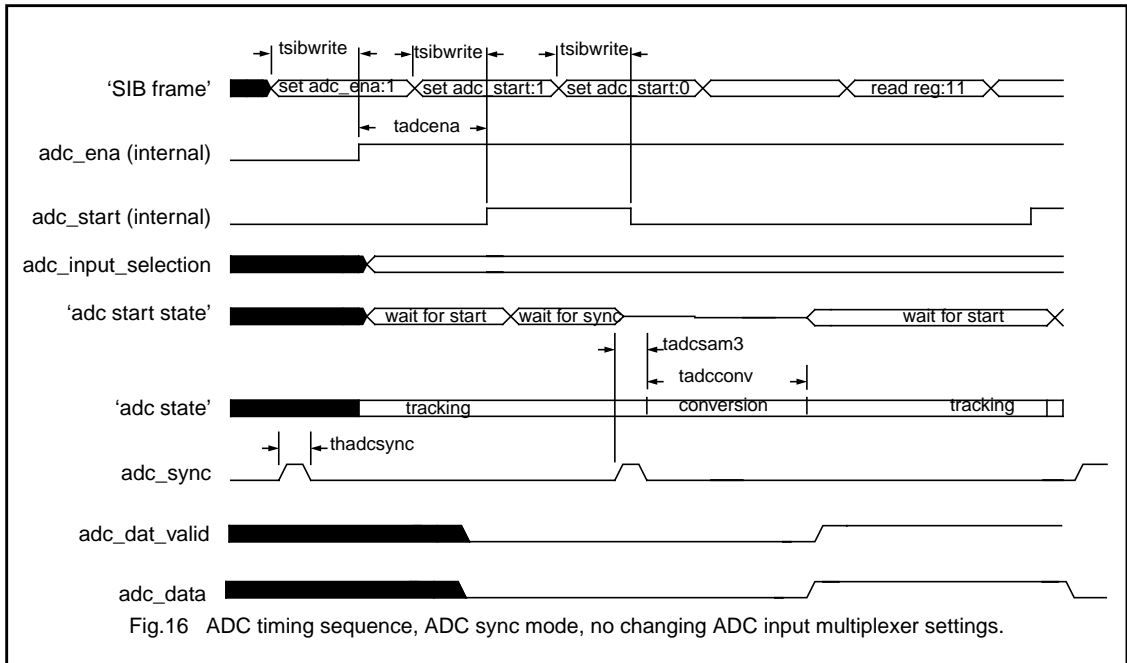 tsibwrite tsibwrite tsibwrite
‘SIB frame’ set adc_ena:1 set adc_start:1 set adc_start:0 read reg:11
tadcena
adc_ena (internal)
adc_start (internal)
adc_input_selection
‘adc start state’ wait for start wait for sync wait for start
tadcsam3
tadcconv
‘adc state’ tracking conversion tracking
thadcsync
adc_sync
adc_dat_valid
adc_data
Fig.16 ADC timing sequence, ADC sync mode, no changing ADC input multiplexer settings.